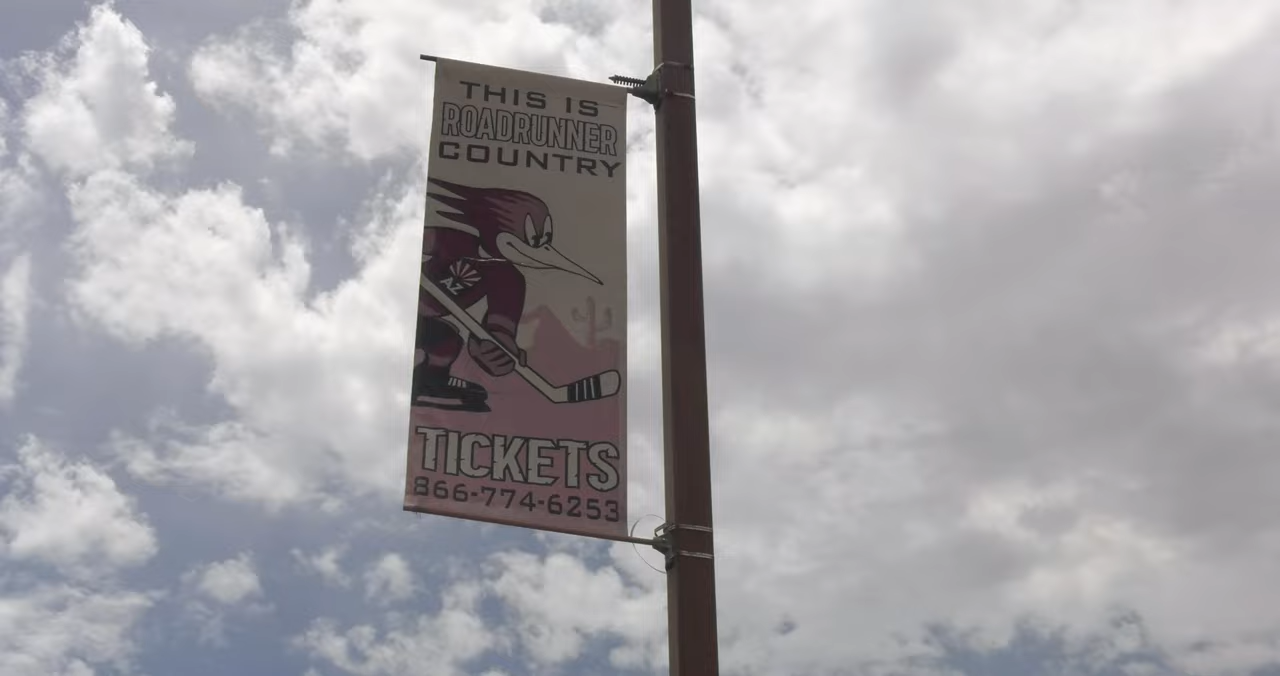 THIS IS
ROADRUNNER
COUNTRY
AZ
TICKETS
866-774-6253